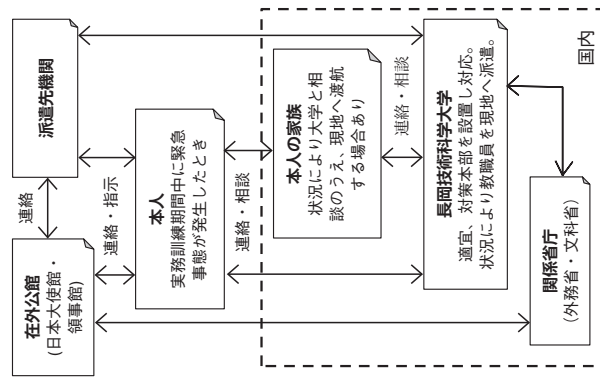 派遣先機関
連絡
在外公館
(日本大使館・
領事館)
連絡・指示
本人
実務訓練期間中に緊急
事態が発生したとき
連絡・相談
本人の家族
状況により大学と相
談のうえ、現地へ渡航
する場合あり
連絡・相談
長岡技術科学大学
適宜、対策本部を設置し対応。
状況により教職員を現地へ派遣。
関係省庁
(外務省・文科省)
国内